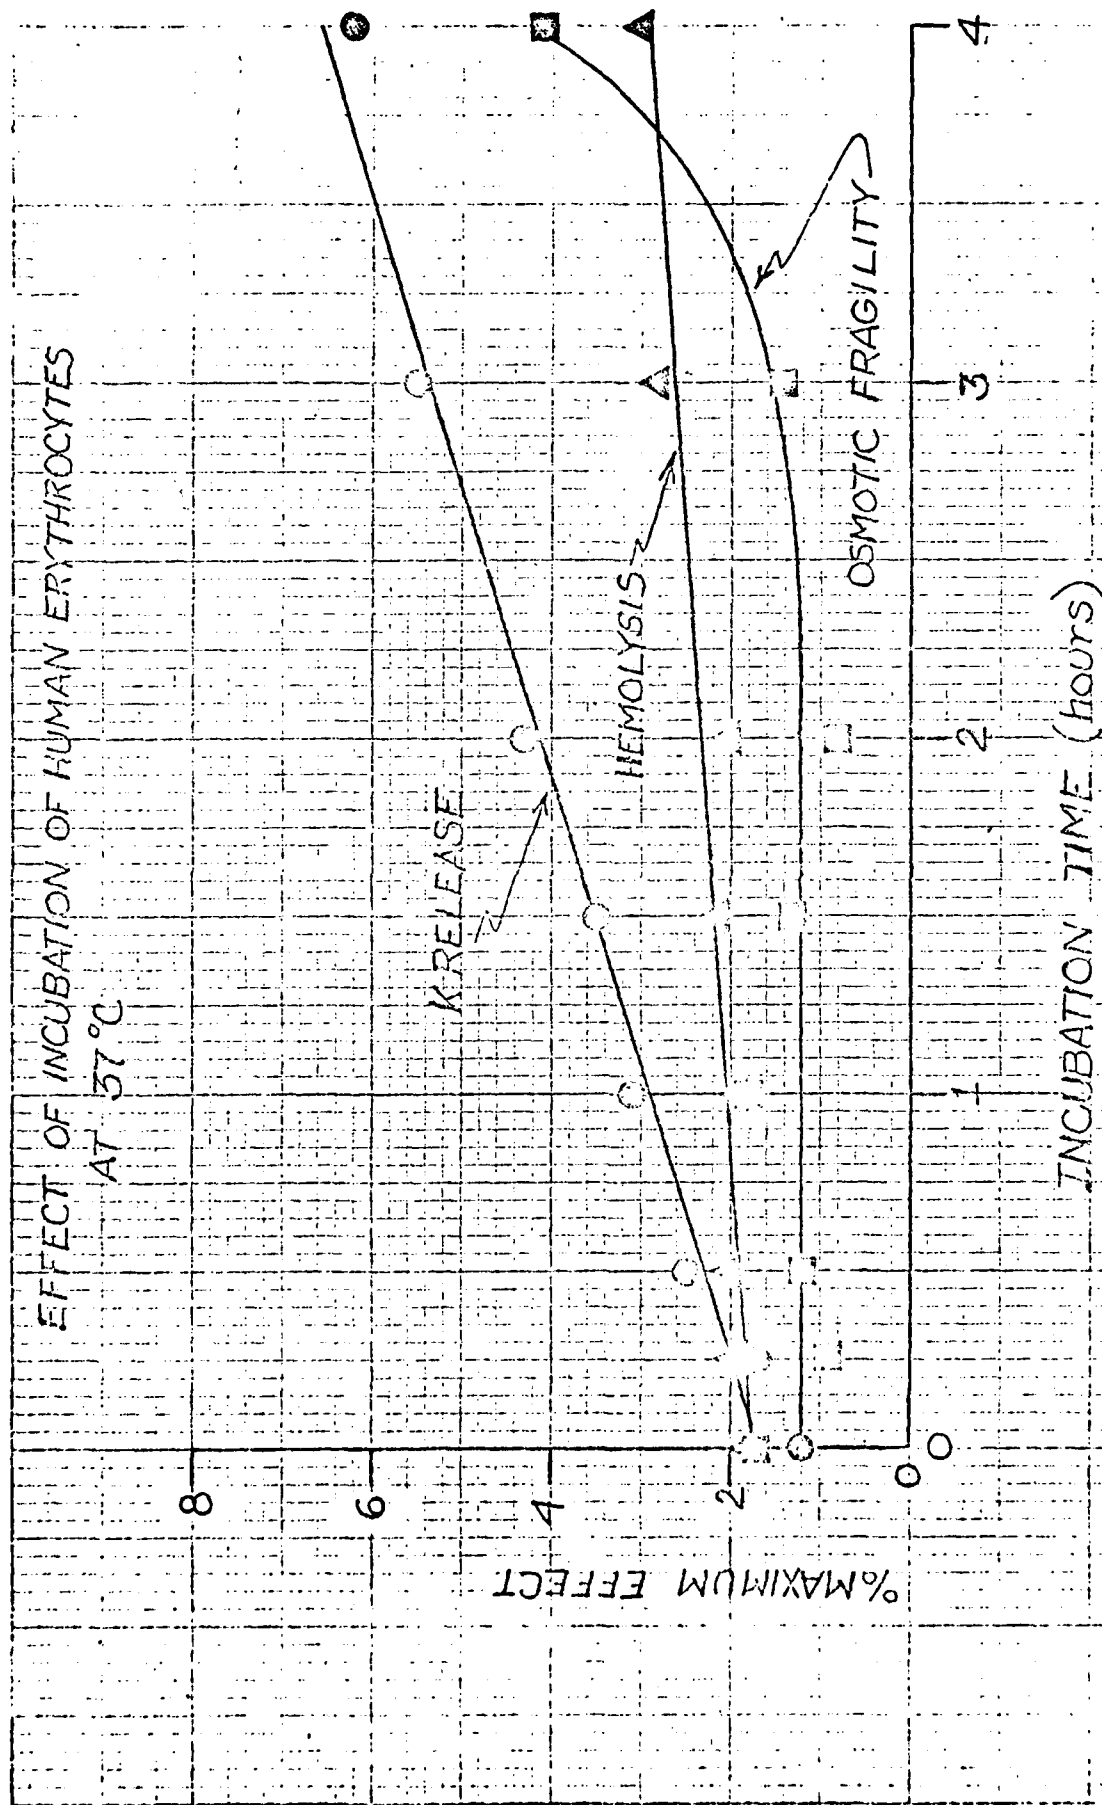 EFFECT OF INCUBATION OF HUMAN ERYTHROCYTES
AT 37°C
K RELEASE
HEMOLYSIS
OSMOTIC FRAGILITY
% MAXIMUM EFFECT
8
6
4
2
0
0
1
2
3
4
INCUBATION TIME (hours)